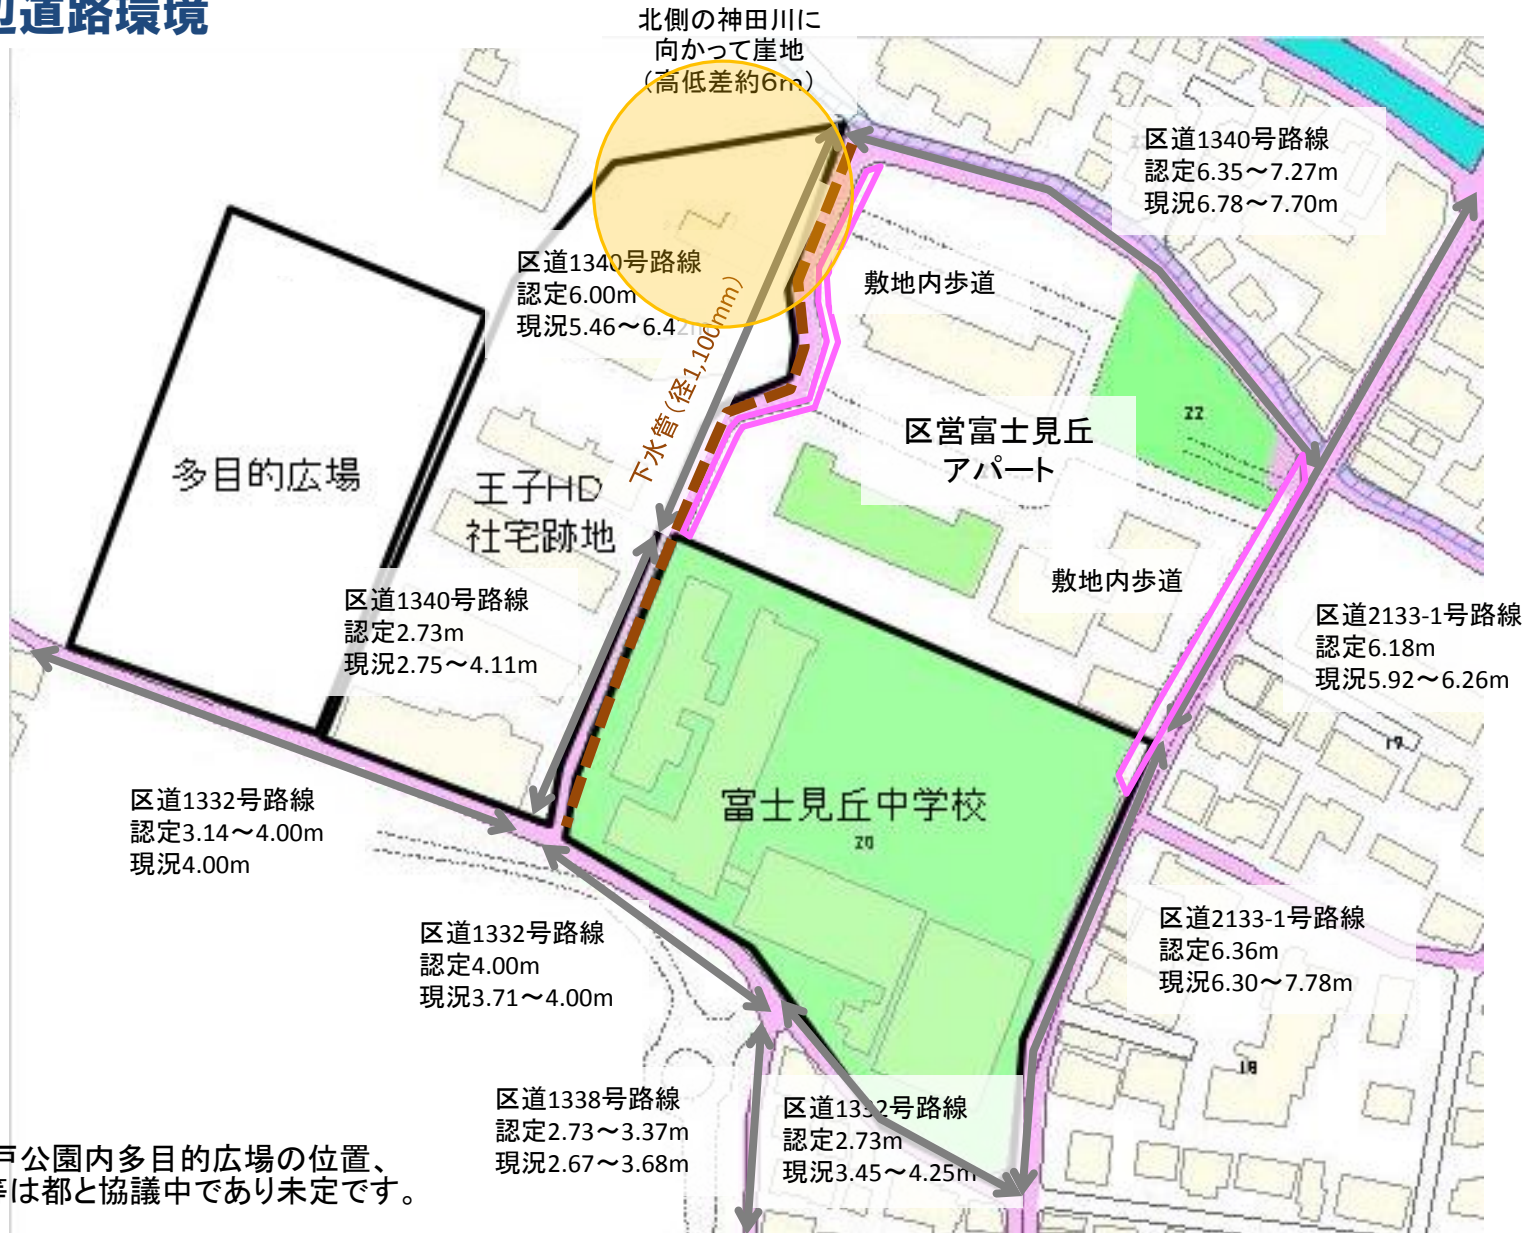 辺道路環境
北側の神田川に
向かって崖地
（高低差約6m）
区道1340号路線
認定6.35～7.27m
現況6.78～7.70m
区道1340号路線
認定6.00m
現況5.46～6.42m
下水管（径1,100mm）
敷地内歩道
22
区営富士見丘
アパート
多目的広場
王子HD
社宅跡地
敷地内歩道
区道1340号路線
認定2.73m
現況2.75～4.11m
区道2133-1号路線
認定6.18m
現況5.92～6.26m
19
富士見丘中学校
20
区道1332号路線
認定3.14～4.00m
現況4.00m
区道1332号路線
認定4.00m
現況3.71～4.00m
区道2133-1号路線
認定6.36m
現況6.30～7.78m
18
区道1338号路線
認定2.73～3.37m
現況2.67～3.68m
区道1332号路線
認定2.73m
現況3.45～4.25m
戸公園内多目的広場の位置、
等は都と協議中であり未定です。